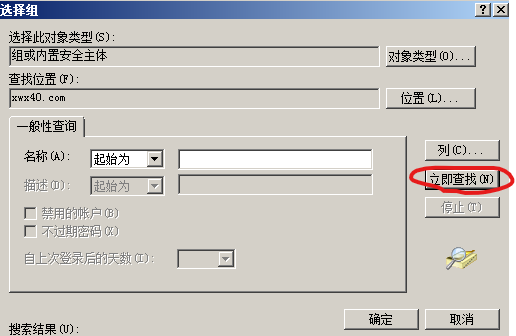 选择组
选择此对象类型(S):
组或内置安全主体
对象类型(O)...
查找位置(F):
xwx40.com
位置(L)...
一般性查询
名称(A): 起始为
列(C)...
描述(D): 起始为
立即查找(N)
禁用的帐户(B)
停止(T)
不过期密码(X)
自上次登录后的天数(I):
确定 取消
搜索结果(U):